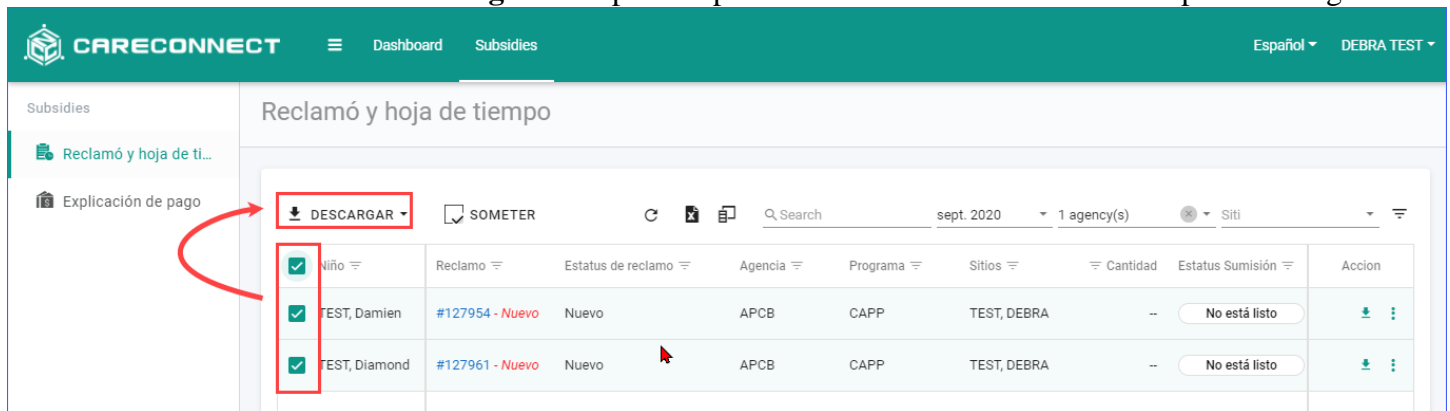 CARECONNECT Dashboard Subsidies Español DEBRA TEST
Subsidies
Reclamó y hoja de tiempo
Reclamó y hoja de ti...
Explicación de pago
DESCARGAR SOMETER Search sept. 2020 1 agency(s) Siti
Niño Reclamo Estatus de reclamo Agencia Programa Sitios Cantidad Estatus Sumisión Accion
TEST, Damien #127954 - Nuevo Nuevo APCB CAPP TEST, DEBRA -- No está listo
TEST, Diamond #127961 - Nuevo Nuevo APCB CAPP TEST, DEBRA -- No está listo